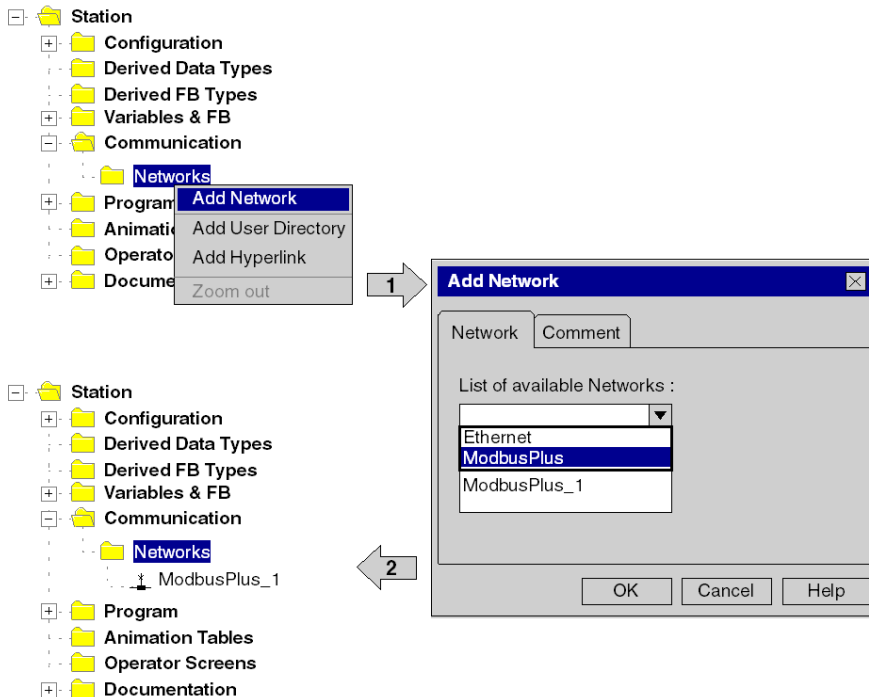 Station
Configuration
Derived Data Types
Derived FB Types
Variables & FB
Communication
Networks
Add Network
Program
Add User Directory
Animati
Add Hyperlink
Operato
Zoom out
Docume
1
Add Network
Network Comment
List of available Networks :
Ethernet
ModbusPlus
ModbusPlus_1
OK Cancel Help
2
Station
Configuration
Derived Data Types
Derived FB Types
Variables & FB
Communication
Networks
ModbusPlus_1
Program
Animation Tables
Operator Screens
Documentation